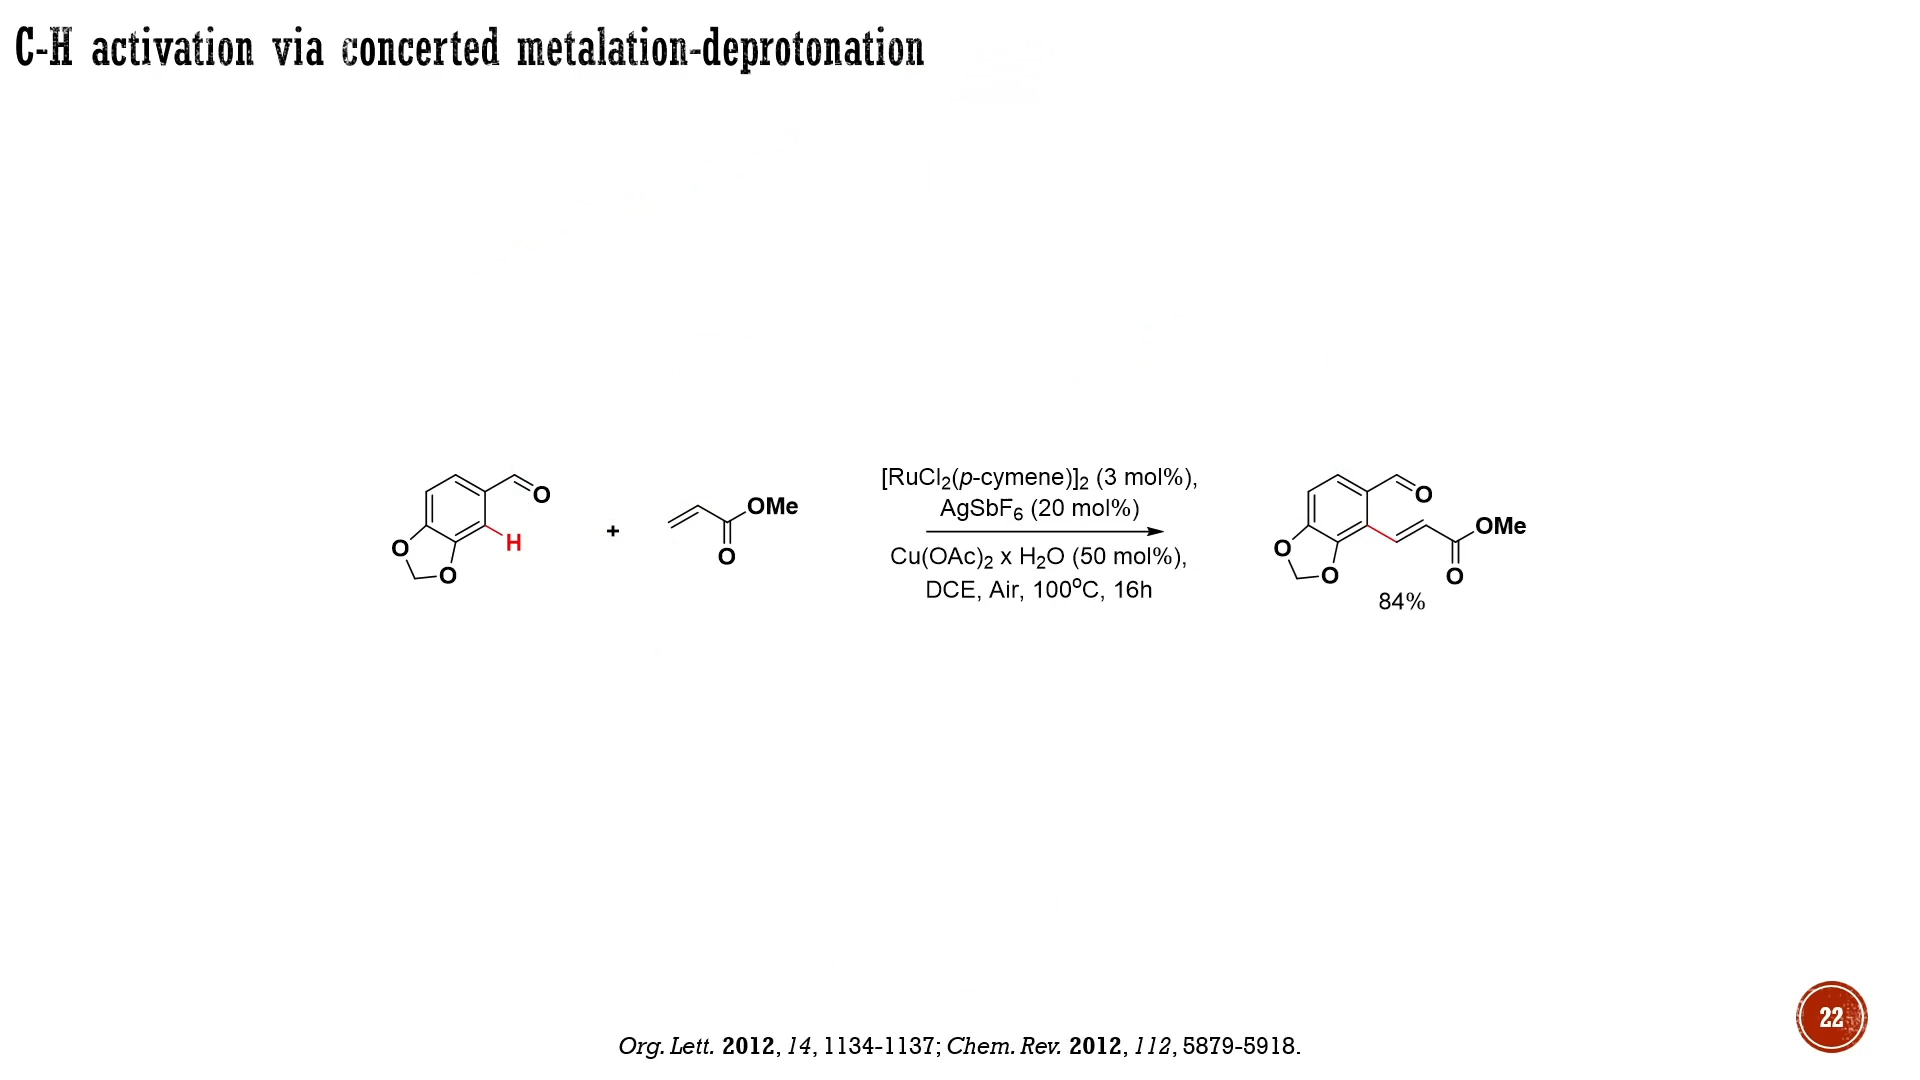 C-H activation via concerted metalation-deprotonation
O
H
O
O
+
OMe
O
[RuCl₂(p-cymene)]₂ (3 mol%),
AgSbF₆ (20 mol%)
Cu(OAc)₂ x H₂O (50 mol%),
DCE, Air, 100ºC, 16h
O
OMe
O
O
O
84%
22
Org. Lett. 2012, 14, 1134-1137; Chem. Rev. 2012, 112, 5879-5918.